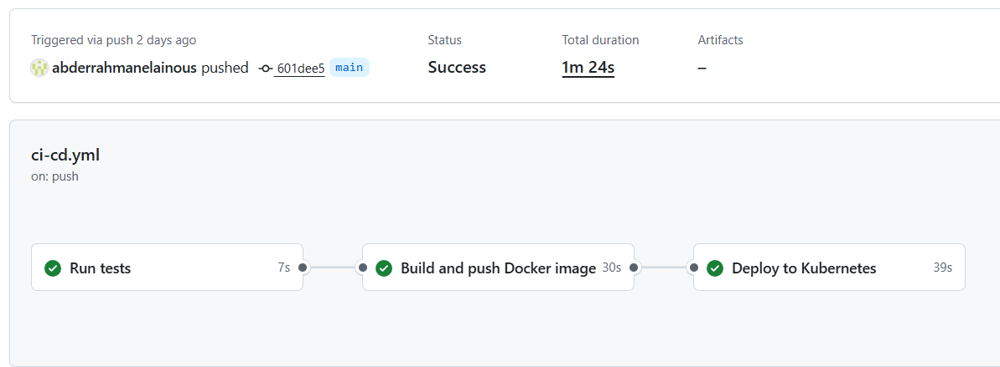 Triggered via push 2 days ago
Status
Total duration
Artifacts
abderrahmanelainous pushed 601dee5 main
Success
1m 24s
–
ci-cd.yml
on: push
Run tests 7s
Build and push Docker image 30s
Deploy to Kubernetes 39s